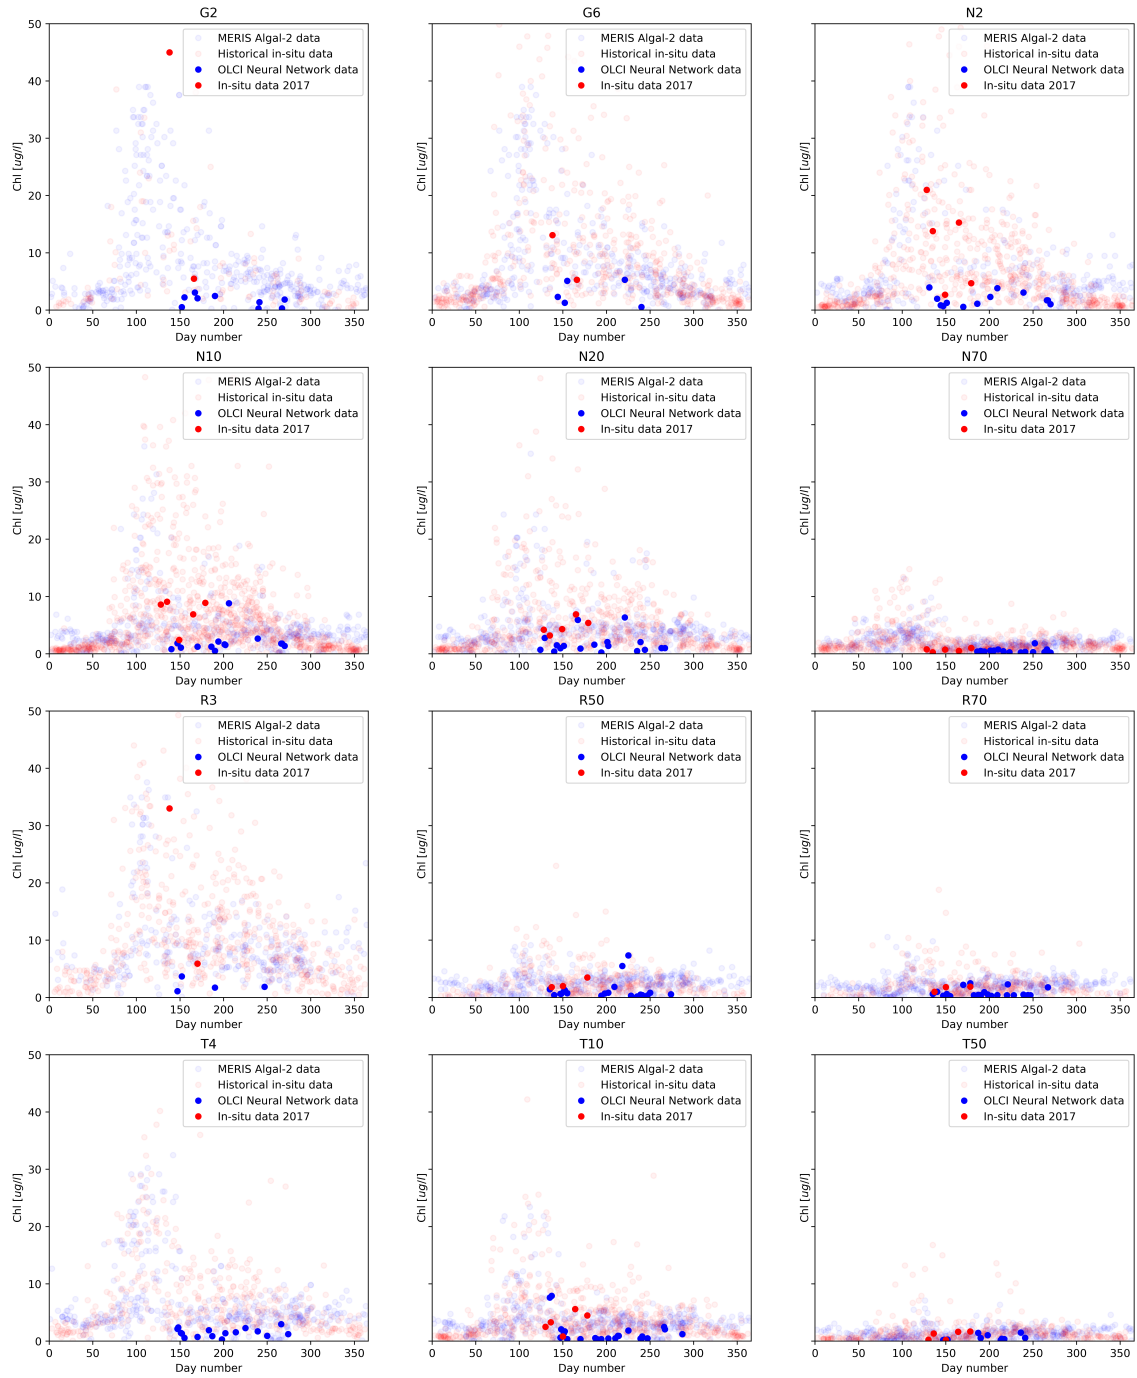 G2
50
40
30
20
10
0
Chl [ug/l]
MERIS Algal-2 data
Historical in-situ data
OLCI Neural Network data
In-situ data 2017
0 50 100 150 200 250 300 350
Day number
G6
Chl [ug/l]
MERIS Algal-2 data
Historical in-situ data
OLCI Neural Network data
In-situ data 2017
0 50 100 150 200 250 300 350
Day number
N2
Chl [ug/l]
MERIS Algal-2 data
Historical in-situ data
OLCI Neural Network data
In-situ data 2017
0 50 100 150 200 250 300 350
Day number
N10
50
40
30
20
10
0
Chl [ug/l]
MERIS Algal-2 data
Historical in-situ data
OLCI Neural Network data
In-situ data 2017
0 50 100 150 200 250 300 350
Day number
N20
Chl [ug/l]
MERIS Algal-2 data
Historical in-situ data
OLCI Neural Network data
In-situ data 2017
0 50 100 150 200 250 300 350
Day number
N70
Chl [ug/l]
MERIS Algal-2 data
Historical in-situ data
OLCI Neural Network data
In-situ data 2017
0 50 100 150 200 250 300 350
Day number
R3
50
40
30
20
10
0
Chl [ug/l]
MERIS Algal-2 data
Historical in-situ data
OLCI Neural Network data
In-situ data 2017
0 50 100 150 200 250 300 350
Day number
R50
Chl [ug/l]
MERIS Algal-2 data
Historical in-situ data
OLCI Neural Network data
In-situ data 2017
0 50 100 150 200 250 300 350
Day number
R70
Chl [ug/l]
MERIS Algal-2 data
Historical in-situ data
OLCI Neural Network data
In-situ data 2017
0 50 100 150 200 250 300 350
Day number
T4
50
40
30
20
10
0
Chl [ug/l]
MERIS Algal-2 data
Historical in-situ data
OLCI Neural Network data
In-situ data 2017
0 50 100 150 200 250 300 350
Day number
T10
Chl [ug/l]
MERIS Algal-2 data
Historical in-situ data
OLCI Neural Network data
In-situ data 2017
0 50 100 150 200 250 300 350
Day number
T50
Chl [ug/l]
MERIS Algal-2 data
Historical in-situ data
OLCI Neural Network data
In-situ data 2017
0 50 100 150 200 250 300 350
Day number